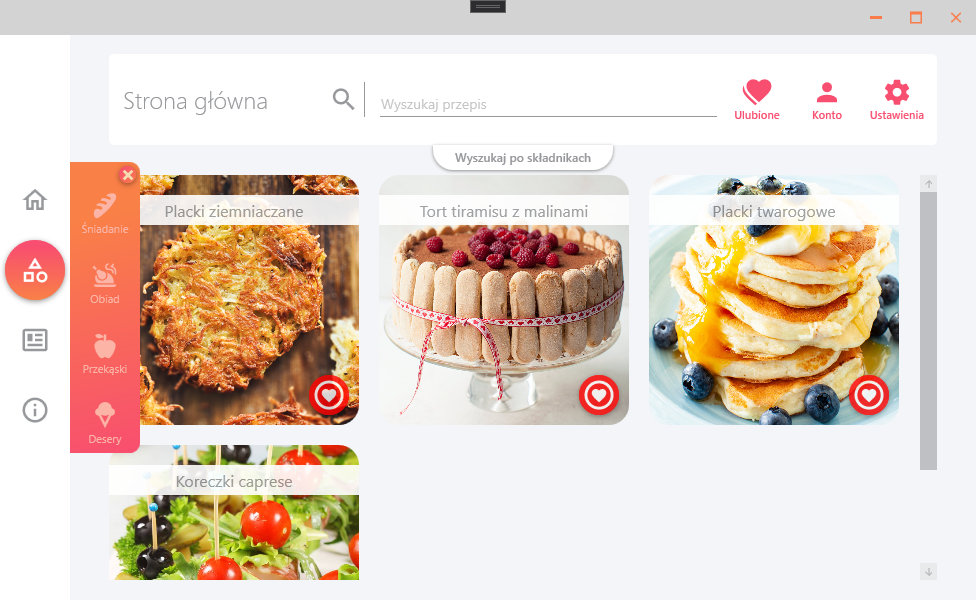 Strona główna
Wyszukaj przepis
Ulubione
Konto
Ustawienia
Wyszukaj po składnikach
Śniadanie
Obiad
Przekąski
Desery
Placki ziemniaczane
Tort tiramisu z malinami
Placki twarogowe
Koreczki caprese